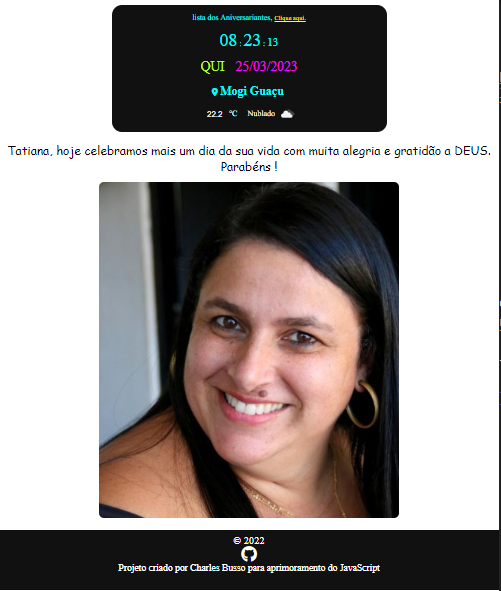 lista dos Aniversariantes, Clique aqui.
08 : 23 : 13
QUI 25/03/2023
Mogi Guaçu
22.2 °C Nublado
Tatiana, hoje celebramos mais um dia da sua vida com muita alegria e gratidão a DEUS.
Parabéns !
© 2022
Projeto criado por Charles Busso para aprimoramento do JavaScript